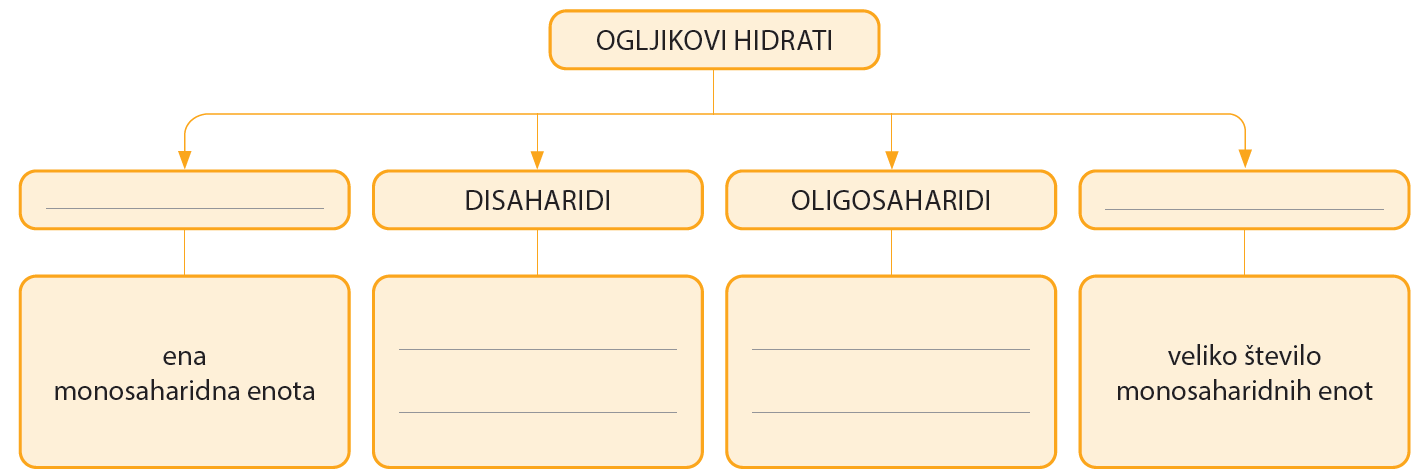 OGLJIKOVI HIDRATI
DISAHARIDI
OLIGOSAHARIDI
ena
monosaharidna enota
veliko število
monosaharidnih enot